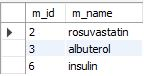 m_id m_name
2 rosuvastatin
3 albuterol
6 insulin